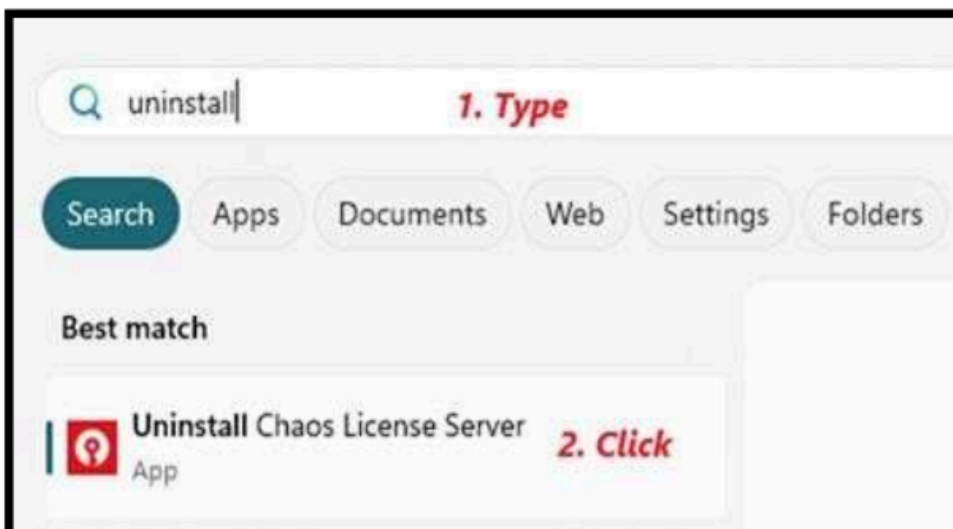 uninstall 1. Type
Search Apps Documents Web Settings Folders
Best match
Uninstall Chaos License Server
2. Click
App